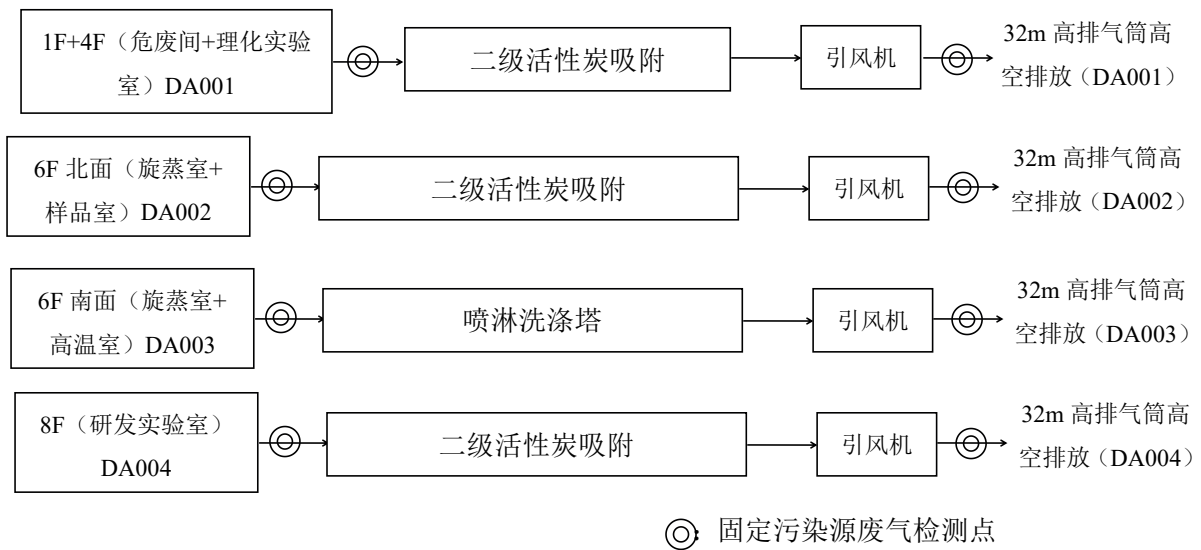 1F+4F（危废间+理化实验
室）DA001
二级活性炭吸附
引风机
32m 高排气筒高
空排放（DA001）
6F 北面（旋蒸室+
样品室）DA002
二级活性炭吸附
引风机
32m 高排气筒高
空排放（DA002）
6F 南面（旋蒸室+
高温室）DA003
喷淋洗涤塔
引风机
32m 高排气筒高
空排放（DA003）
8F（研发实验室）
DA004
二级活性炭吸附
引风机
32m 高排气筒高
空排放（DA004）
◎: 固定污染源废气检测点